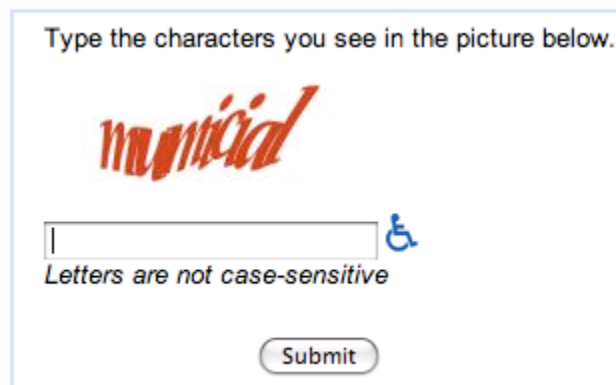 Type the characters you see in the picture below.
Letters are not case-sensitive
Submit